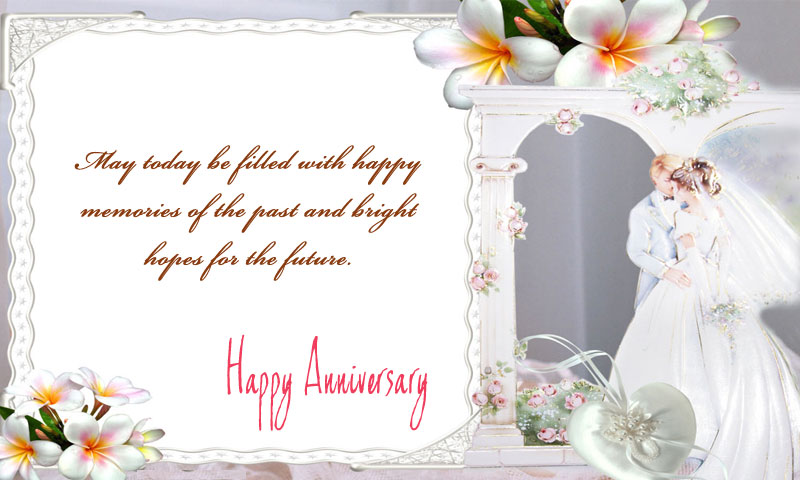 May today be filled with happy
memories of the past and bright
hopes for the future.
Happy Anniversary